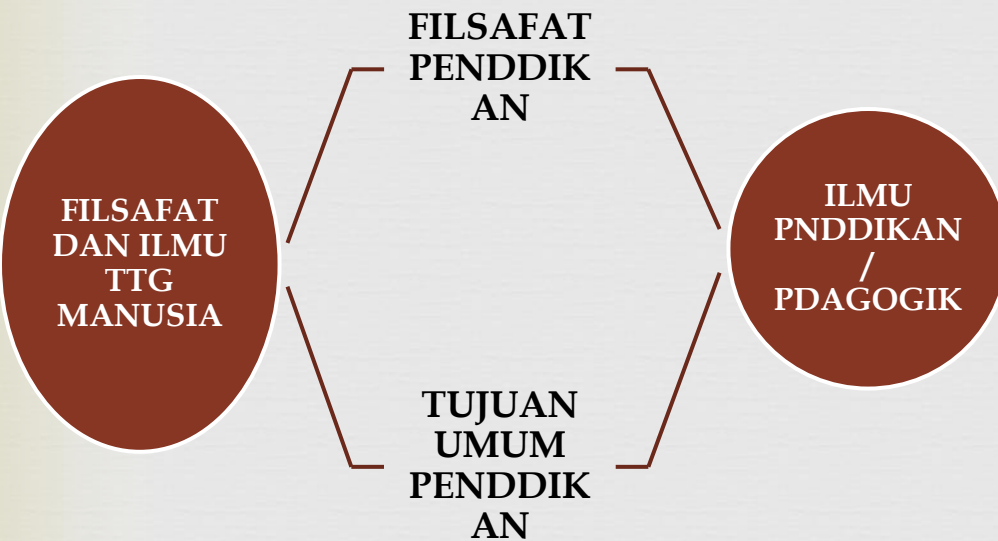 FILSAFAT
PENDDIK
AN
FILSAFAT
DAN ILMU
TTG
MANUSIA
ILMU
PNDDIKAN
/
PDAGOGIK
TUJUAN
UMUM
PENDDIK
AN